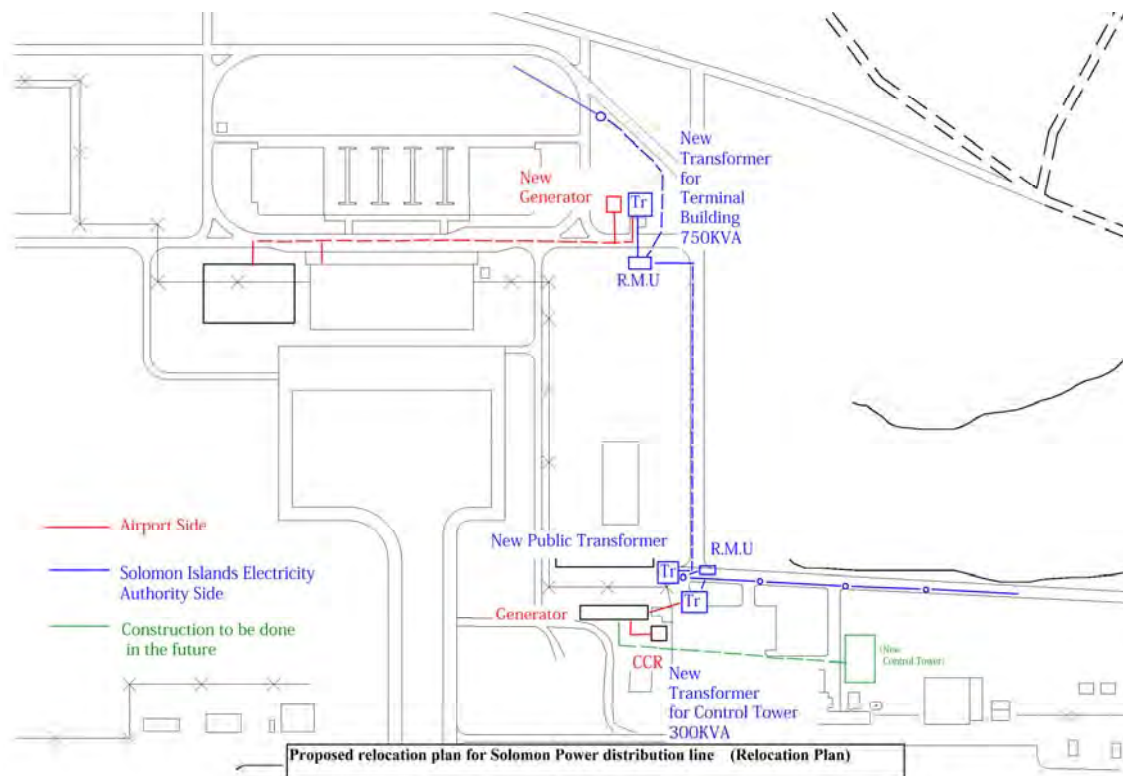 New
Generator
Tr
New
Transformer
for
Terminal
Building
750KVA
R.M.U
Airport Side
Solomon Islands Electricity
Authority Side
Construction to be done
in the future
New Public Transformer
R.M.U
Tr
Tr
Generator
CCR
New
Transformer
for Control Tower
300KVA
(New
Control Tower)
Proposed relocation plan for Solomon Power distribution line (Relocation Plan)